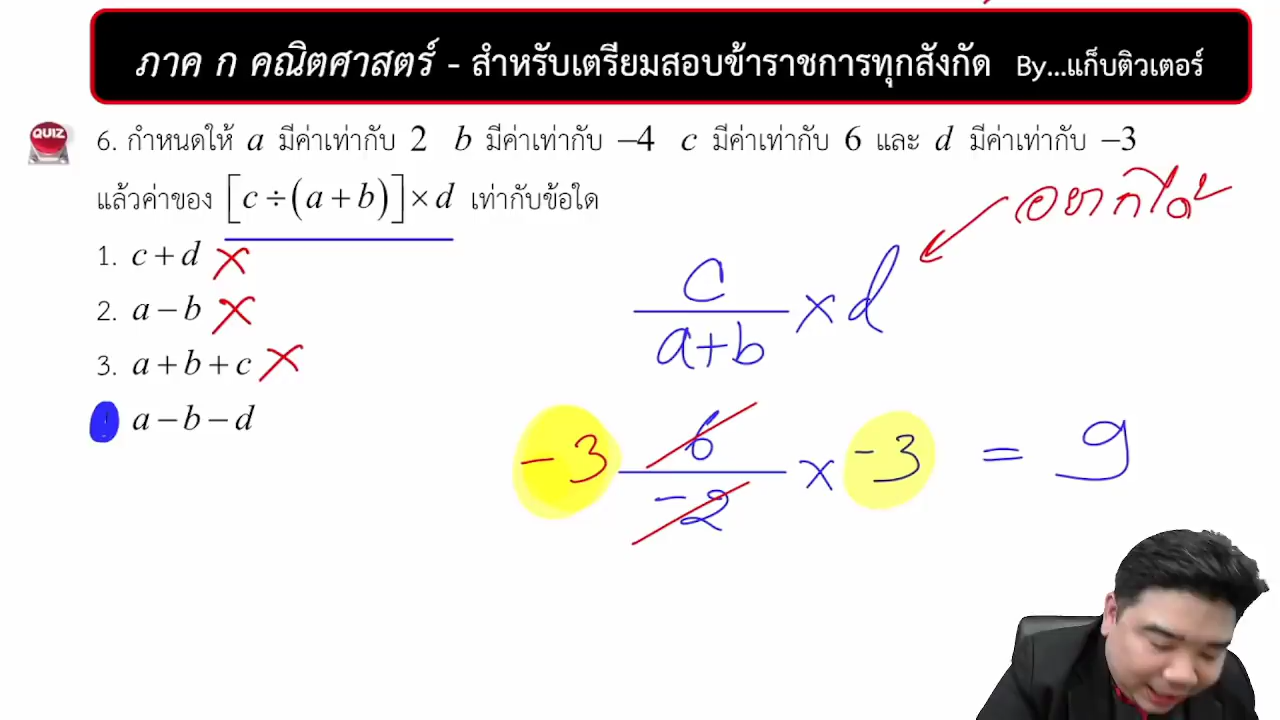 ภาค ก คณิตศาสตร์ - สำหรับเตรียมสอบข้าราชการทุกสังกัด By...แก็บติวเตอร์
QUIZ
6. กำหนดให้ a มีค่าเท่ากับ 2 b มีค่าเท่ากับ −4 c มีค่าเท่ากับ 6 และ d มีค่าเท่ากับ −3
แล้วค่าของ [c ÷ (a + b)] × d เท่ากับข้อใด
อยากได้
1. c + d ×
2. a − b ×
3. a + b + c ×
a − b − d
c
a+b × d
−3 6
−2 × −3 = 9